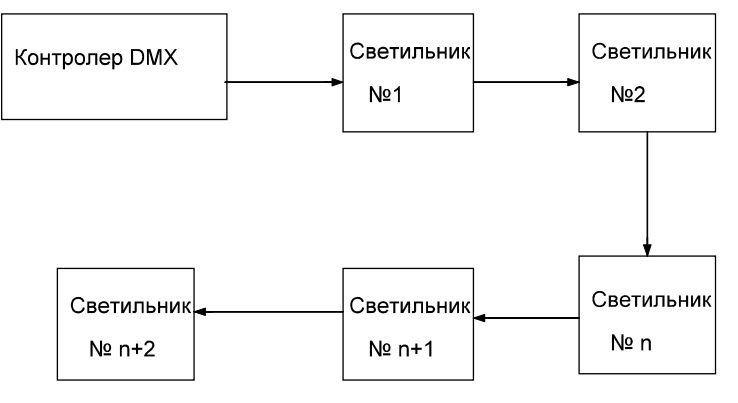 Контролер DMX
Светильник
№1
Светильник
№2
Светильник
№ n
Светильник
№ n+1
Светильник
№ n+2